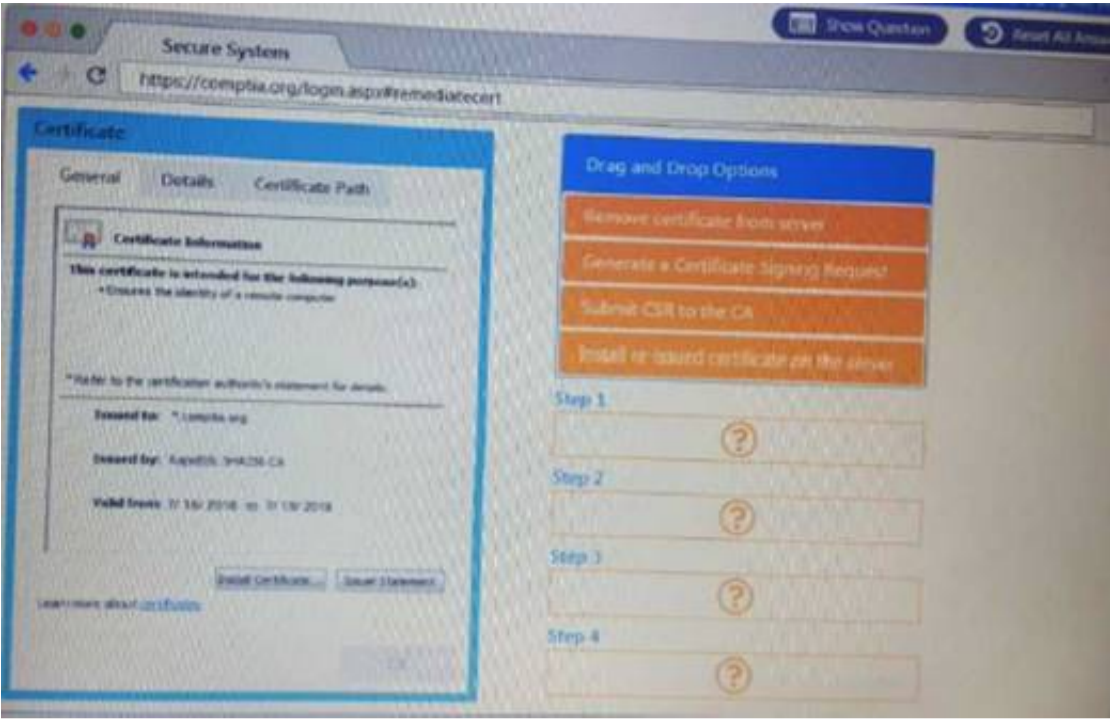 Show Question
Reset All
Secure System
https://comptia.org/login.aspx#remediatecert
Certificate
General Details Certificate Path
Certificate Information
This certificate is intended for the following purpose(s):
• Ensures the identity of a remote computer
*Refer to the certification authority's statement for details.
Issued to: *.comptia.org
Issued by:
Valid from: to
Install Certificate... Issuer Statement
Learn more about certificates
Drag and Drop Options
Remove certificate from server
Generate a Certificate Signing Request
Submit CSR to the CA
Install re-issued certificate on the server
Step 1
?
Step 2
?
Step 3
?
Step 4
?